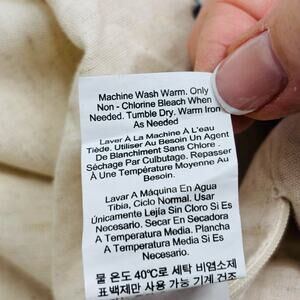 Machine Wash Warm. Only
Non - Chlorine Bleach When
Needed. Tumble Dry. Warm Iron
As Needed
Laver À La Machine À L'eau
Tiède. Utiliser Au Besoin Un Agent
De Blanchiment Sans Chlore .
Séchage Par Culbutage. Repasser
À Une Température Moyenne Au
Besoin.
Lavar A Máquina En Agua
Tibia, Ciclo Normal. Usar
Únicamente Lejía Sin Cloro Si Es
Necesario. Secar En Secadora
A Temperatura Media. Plancha
A Temperatura Media Si Es
Necesario.
물 온도 40℃로 세탁 비염소제
표백제만 사용 가능 기계 건조